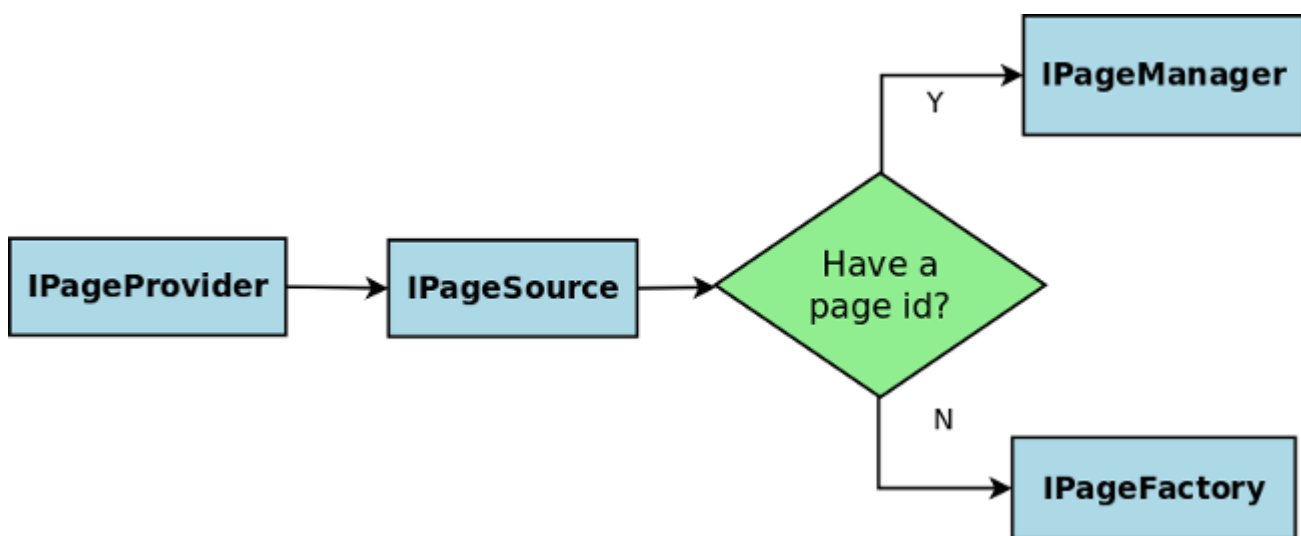 IPageManager
Y
IPageProvider
IPageSource
Have a
page id?
N
IPageFactory